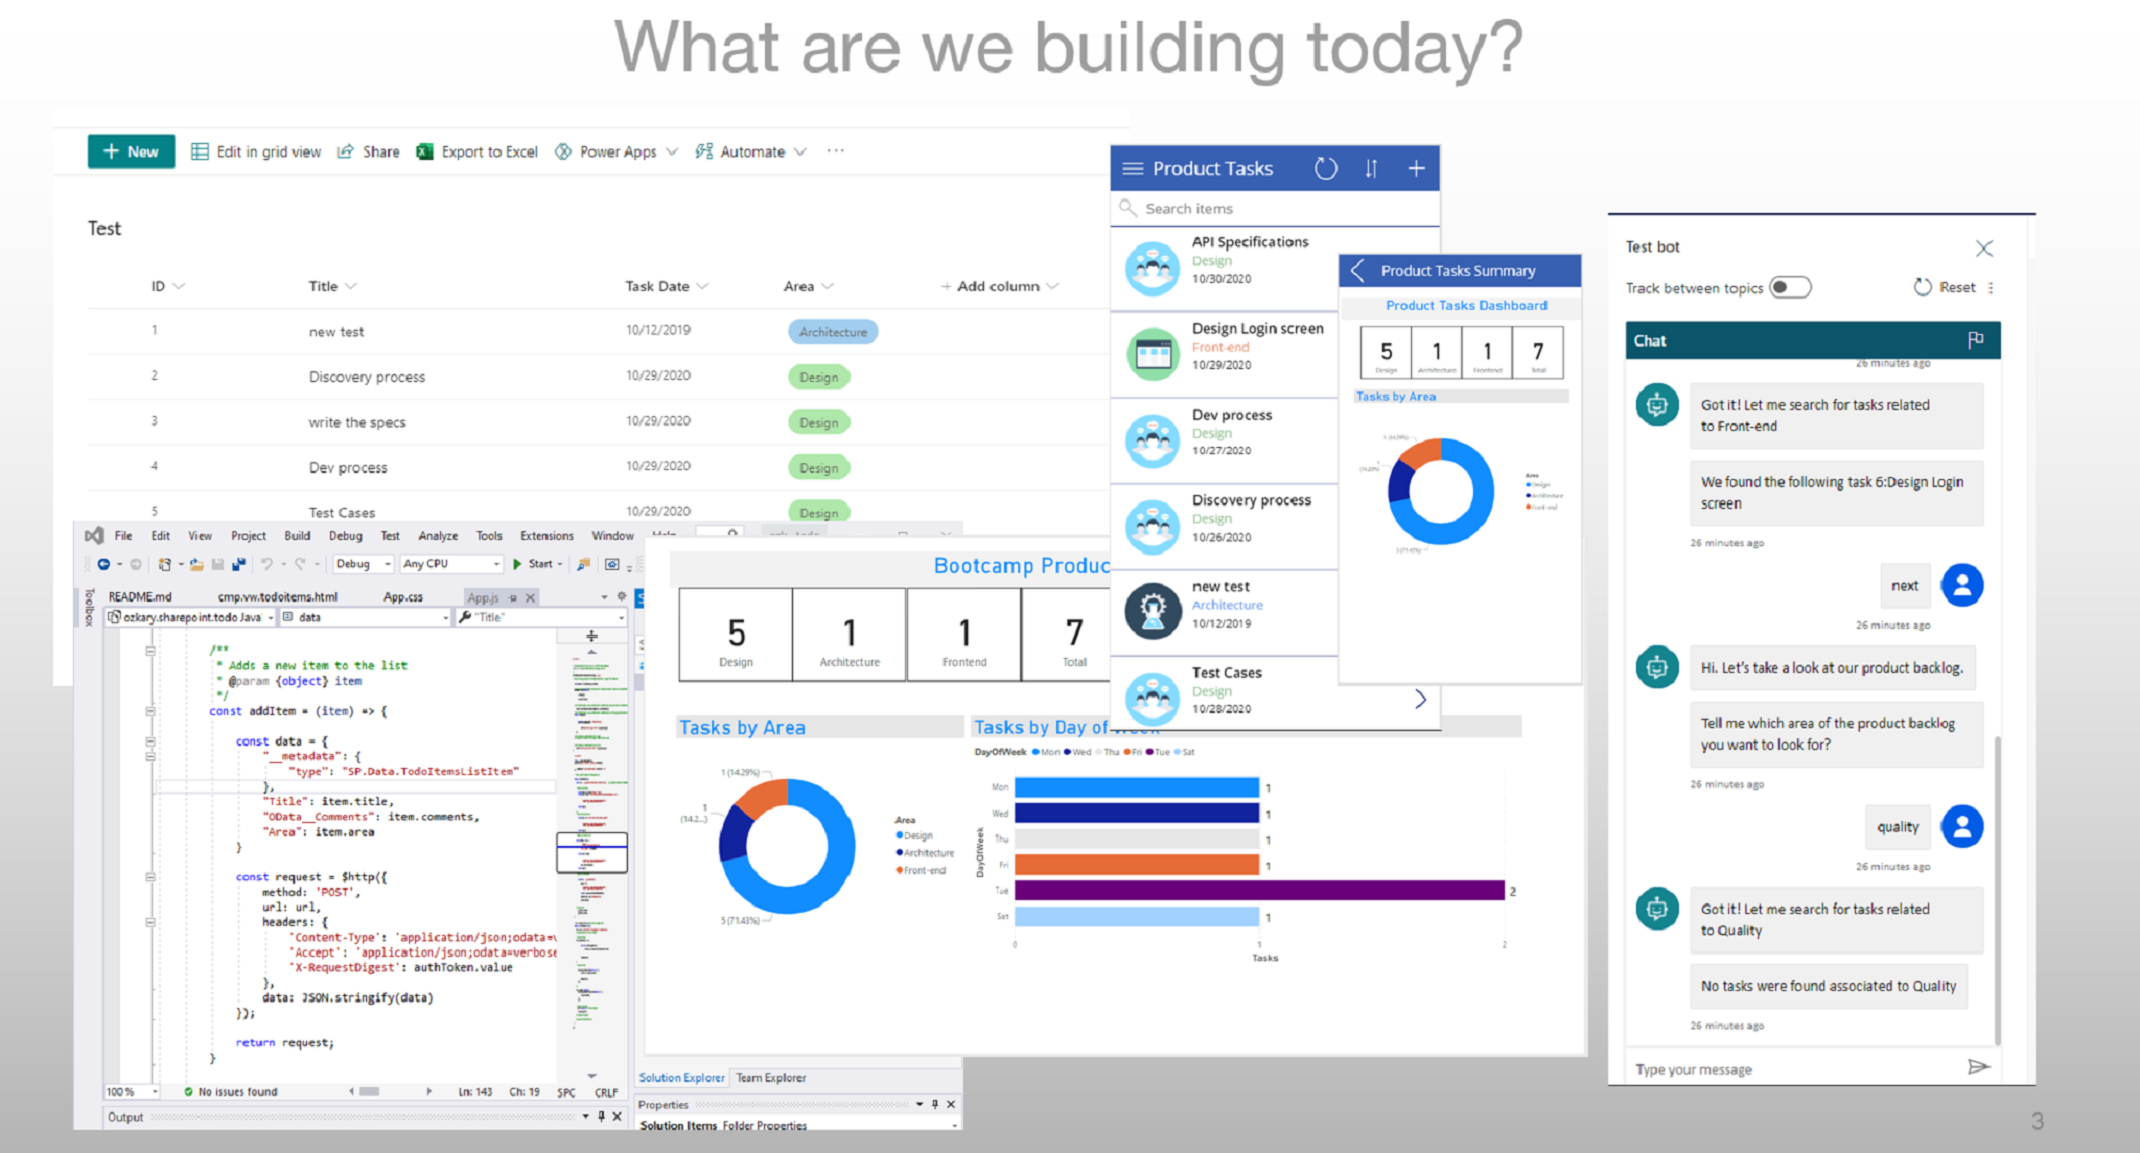 What are we building today?
+ New Edit in grid view Share Export to Excel Power Apps Automate ...
Test
ID Title Task Date Area + Add column
1 new test 10/12/2019 Architecture
2 Discovery process 10/29/2020 Design
3 write the specs 10/29/2020 Design
4 Dev process 10/29/2020 Design
5 Test Cases 10/29/2020 Design
File Edit View Project Build Debug Test Analyze Tools Extensions Window
Debug Any CPU Start
Toolbox
README.md cmp.vw.todoitems.html App.css App.js
ozkary.sharepoint.todo Java data "Title"
/**
* Adds a new item to the list
* @param {object} item
*/
const addItem = (item) => {
const data = {
"__metadata": {
"type": "SP.Data.TodoItemsListItem"
},
"Title": item.title,
"OData__Comments": item.comments,
"Area": item.area
}
const request = $http({
method: 'POST',
url: url,
headers: {
'Content-Type': 'application/json;odata=v
'Accept': 'application/json;odata=verbose
'X-RequestDigest': authToken.value
},
data: JSON.stringify(data)
});
return request;
}
100 % No issues found Ln: 143 Ch: 19 SPC CRLF
Output
Solution Explorer Team Explorer
Properties
Solution Items Folder Properties
Bootcamp Produc
5 1 1 7
Design Architecture Frontend Total
Tasks by Area
1 (14.29%)
1
(14.2...)
5 (71.43%)
Area
Design
Architecture
Front-end
Tasks by Day of Week
DayOfWeek Mon Wed Thu Fri Tue Sat
DayOfWeek
Mon 1
Wed 1
Thu 1
Fri 1
Tue 2
Sat 1
0 1 2
Tasks
Product Tasks
Search items
API Specifications
Design
10/30/2020
Design Login screen
Front-end
10/29/2020
Dev process
Design
10/27/2020
Discovery process
Design
10/26/2020
new test
Architecture
10/12/2019
Test Cases
Design
10/28/2020
Product Tasks Summary
Product Tasks Dashboard
5 1 1 7
Design Architecture Frontend Total
Tasks by Area
Area
Design
Architecture
Front-end
Test bot
Track between topics Reset
Chat
26 minutes ago
Got it! Let me search for tasks related
to Front-end
We found the following task 6:Design Login
screen
26 minutes ago
next
26 minutes ago
Hi. Let's take a look at our product backlog.
Tell me which area of the product backlog
you want to look for?
26 minutes ago
quality
26 minutes ago
Got it! Let me search for tasks related
to Quality
No tasks were found associated to Quality
26 minutes ago
Type your message
3